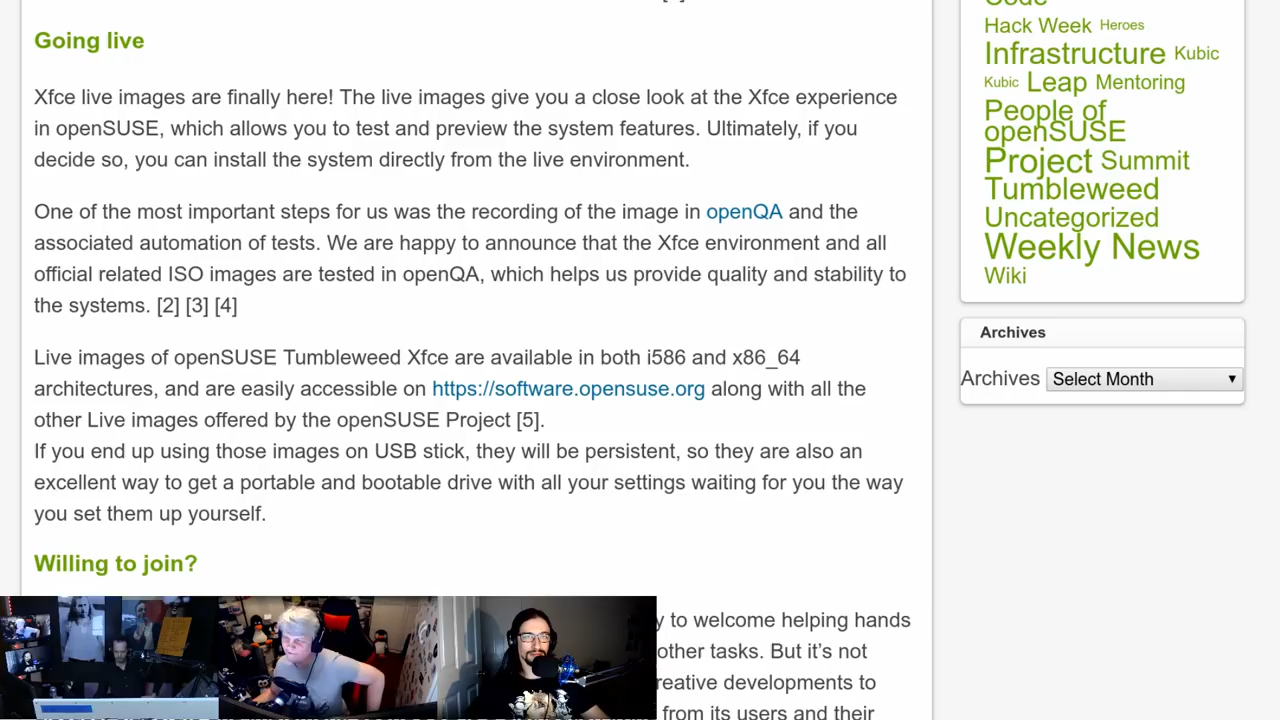 Going live
Xfce live images are finally here! The live images give you a close look at the Xfce experience
in openSUSE, which allows you to test and preview the system features. Ultimately, if you
decide so, you can install the system directly from the live environment.
One of the most important steps for us was the recording of the image in openQA and the
associated automation of tests. We are happy to announce that the Xfce environment and all
official related ISO images are tested in openQA, which helps us provide quality and stability to
the systems. [2] [3] [4]
Live images of openSUSE Tumbleweed Xfce are available in both i586 and x86_64
architectures, and are easily accessible on https://software.opensuse.org along with all the
other Live images offered by the openSUSE Project [5].
If you end up using those images on USB stick, they will be persistent, so they are also an
excellent way to get a portable and bootable drive with all your settings waiting for you the way
you set them up yourself.
Willing to join?
y to welcome helping hands
other tasks. But it's not
reative developments to
from its users and their
Code
Hack Week Heroes
Infrastructure Kubic
Kubic Leap Mentoring
People of
openSUSE
Project Summit
Tumbleweed
Uncategorized
Weekly News
Wiki
Archives
Archives Select Month